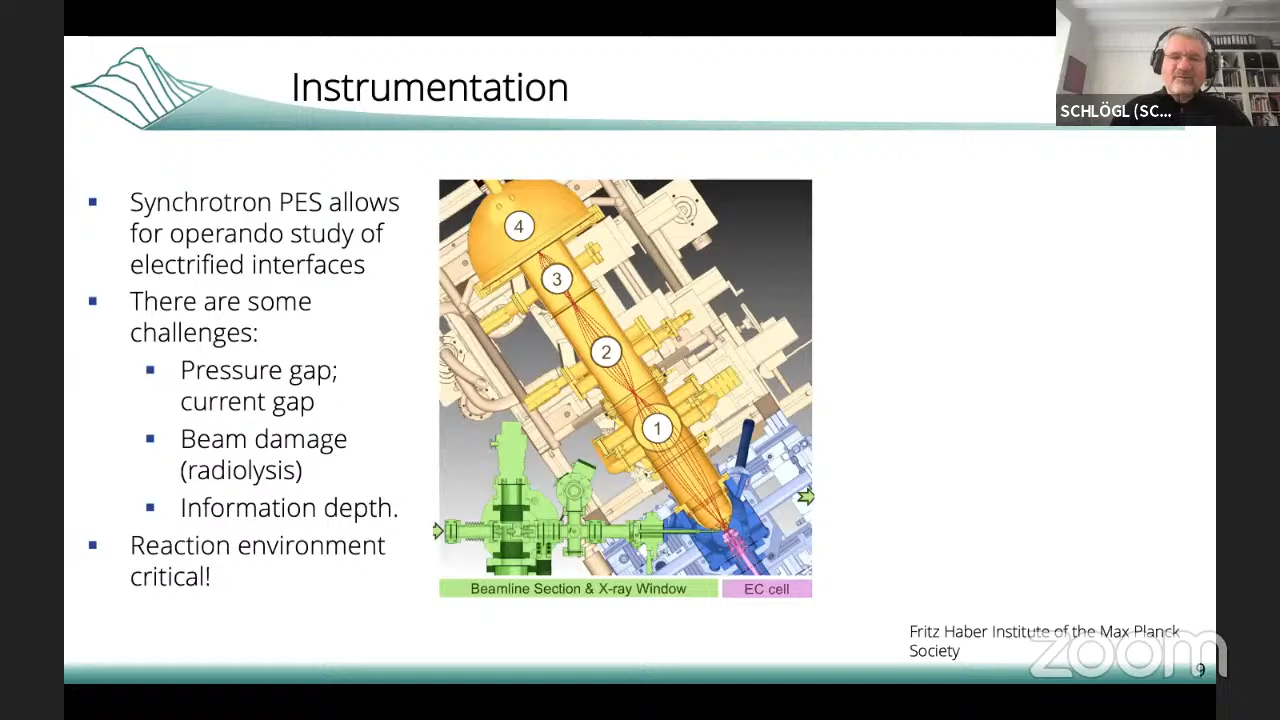 Instrumentation
SCHLÖGL (SC...
Synchrotron PES allows
for operando study of
electrified interfaces
There are some
challenges:
Pressure gap;
current gap
Beam damage
(radiolysis)
Information depth.
Reaction environment
critical!
4
3
2
1
Beamline Section & X-ray Window
EC cell
Fritz Haber Institute of the Max Planck
Society
zoom
9